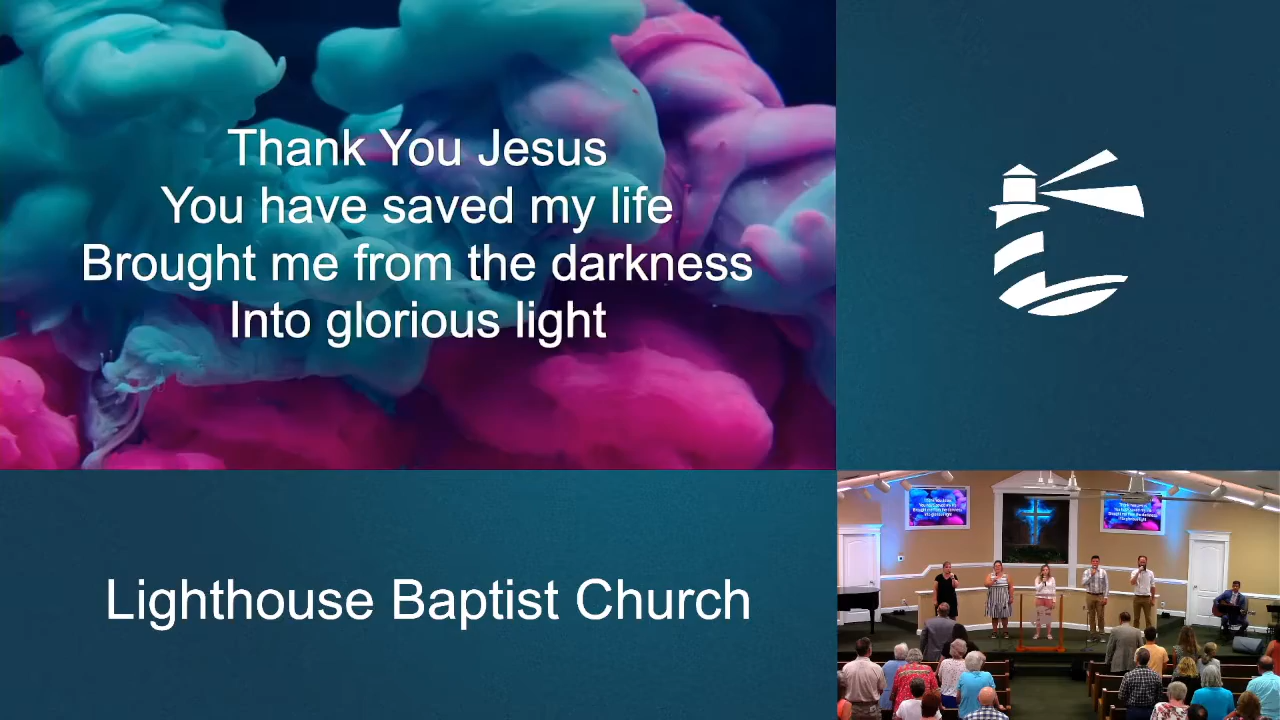 Thank You Jesus
You have saved my life
Brought me from the darkness
Into glorious light
Lighthouse Baptist Church